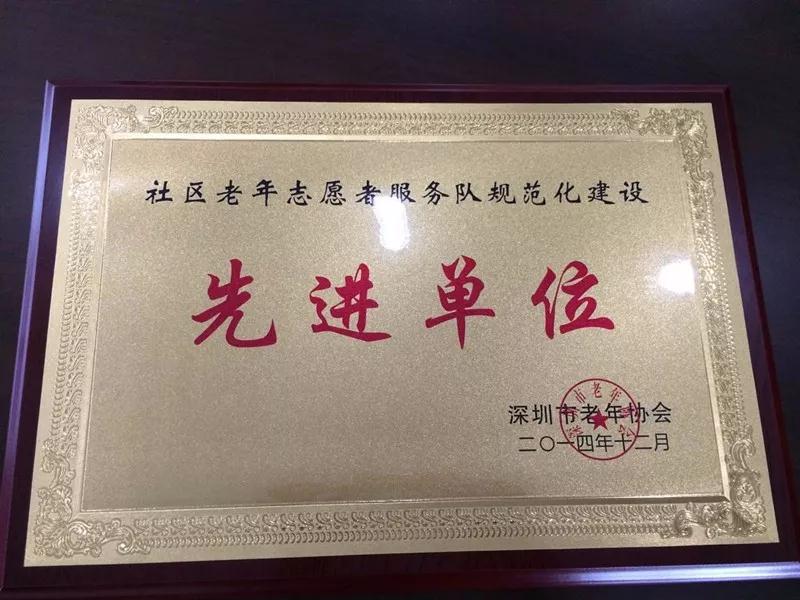 社区老年志愿者服务队规范化建设
先进单位
深圳市老年协会
二〇一四年十二月